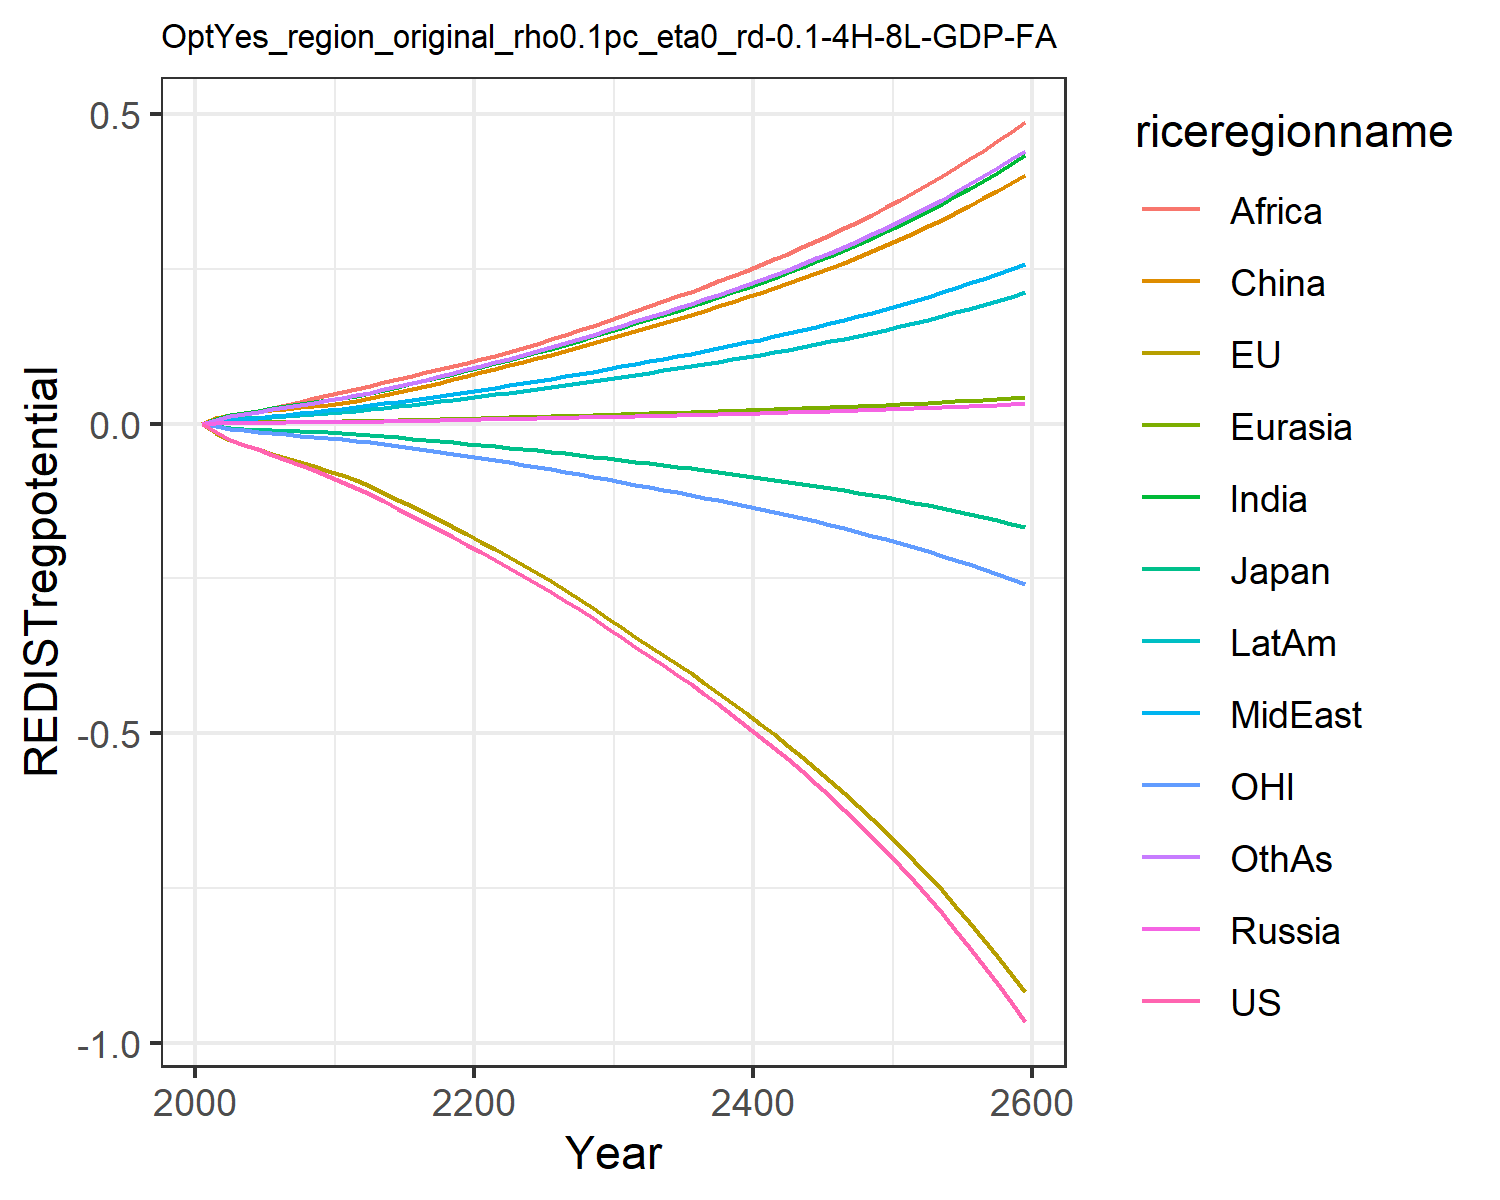 OptYes_region_original_rho0.1pc_eta0_rd-0.1-4H-8L-GDP-FA
0.5
0.0
-0.5
-1.0
REDISTregpotential
2000 2200 2400 2600
Year
riceregionname
Africa
China
EU
Eurasia
India
Japan
LatAm
MidEast
OHI
OthAs
Russia
US